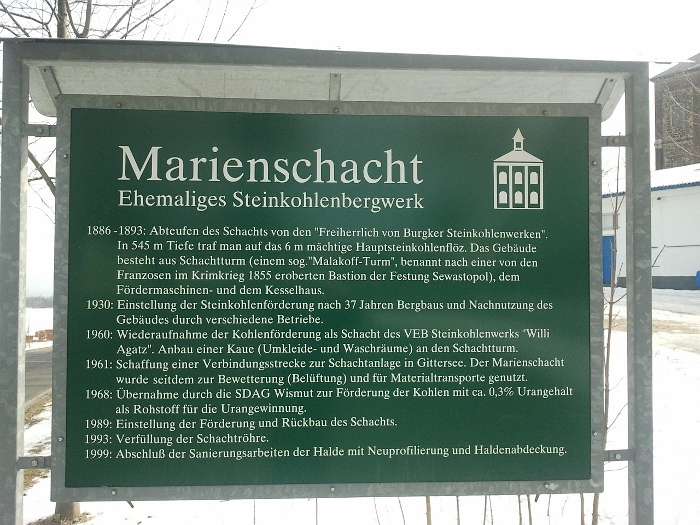 Marienschacht
Ehemaliges Steinkohlenbergwerk
1886-1893: Abteufen des Schachts von den "Freiherrlich von Burgker Steinkohlenwerken".
In 545 m Tiefe traf man auf das 6 m mächtige Hauptsteinkohlenflöz. Das Gebäude
besteht aus Schachtturm (einem sog."Malakoff-Turm", benannt nach einer von den
Franzosen im Krimkrieg 1855 eroberten Bastion der Festung Sewastopol), dem
Fördermaschinen- und dem Kesselhaus.
1930: Einstellung der Steinkohlenförderung nach 37 Jahren Bergbaus und Nachnutzung des
Gebäudes durch verschiedene Betriebe.
1960: Wiederaufnahme der Kohlenförderung als Schacht des VEB Steinkohlenwerks "Willi
Agatz". Anbau einer Kaue (Umkleide- und Waschräume) an den Schachtturm.
1961: Schaffung einer Verbindungsstrecke zur Schachtanlage in Gittersee. Der Marienschacht
wurde seitdem zur Bewetterung (Belüftung) und für Materialtransporte genutzt.
1968: Übernahme durch die SDAG Wismut zur Förderung der Kohlen mit ca. 0,3% Urangehalt
als Rohstoff für die Urangewinnung.
1989: Einstellung der Förderung und Rückbau des Schachts.
1993: Verfüllung der Schachtröhre.
1999: Abschluß der Sanierungsarbeiten der Halde mit Neuprofilierung und Haldenabdeckung.